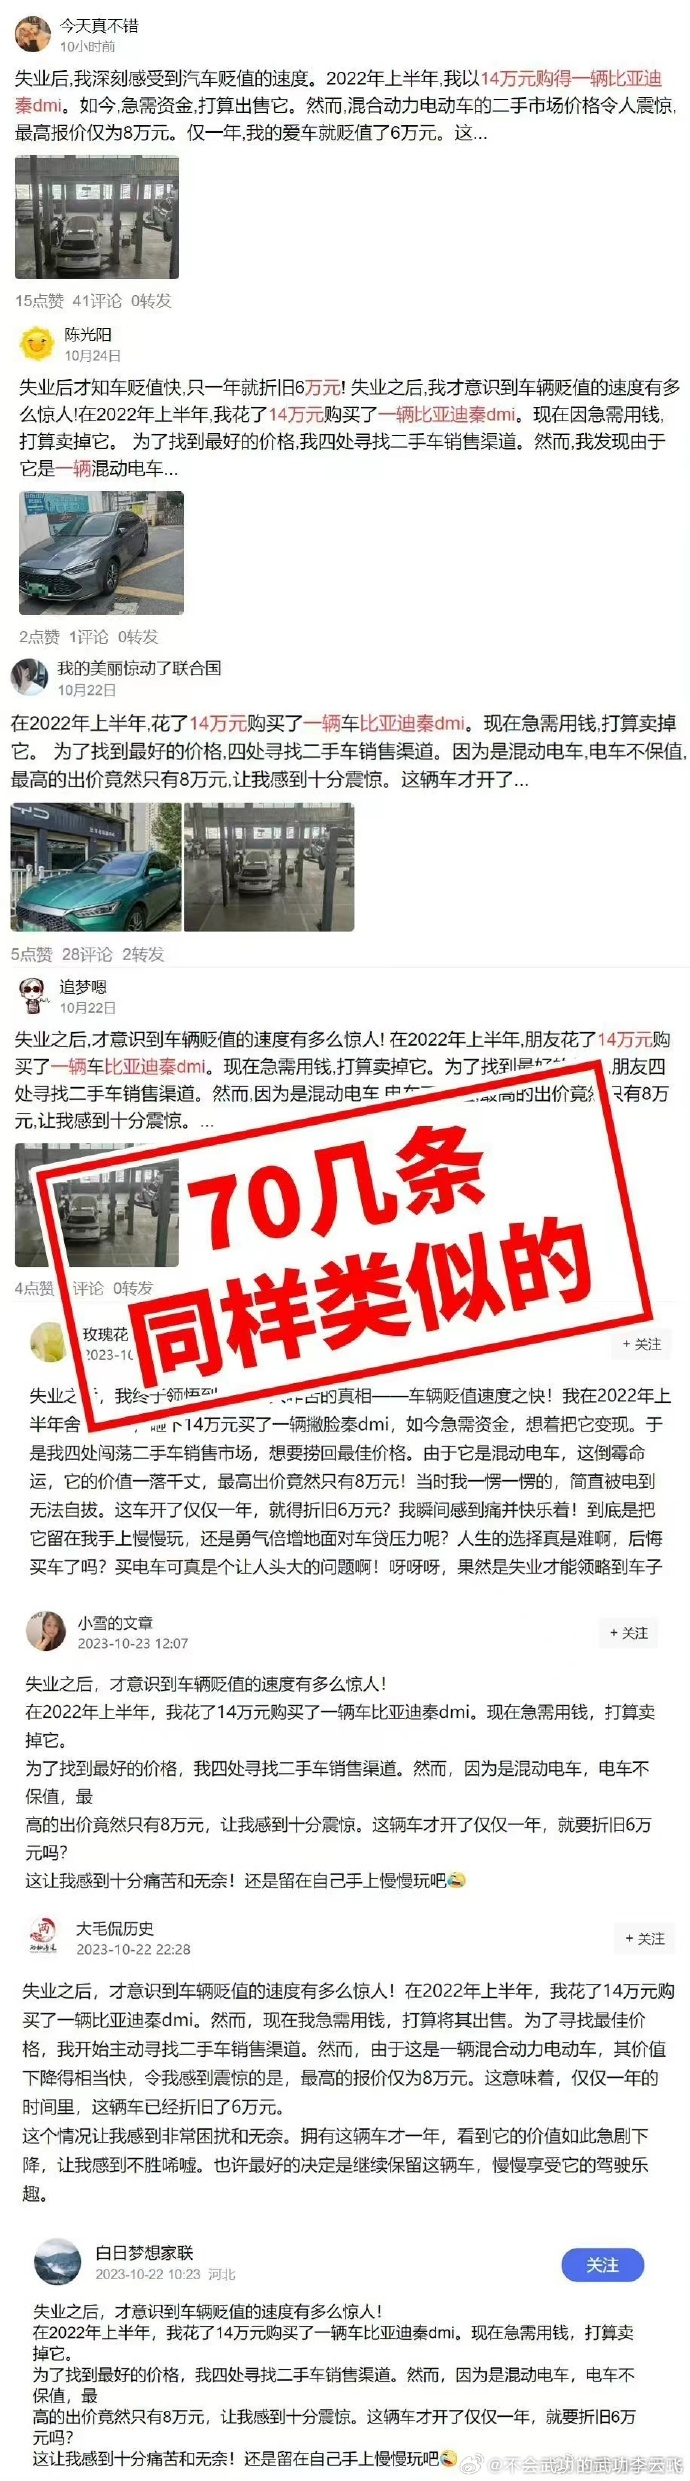 今天真不错
10小时前
失业后,我深刻感受到汽车贬值的速度。2022年上半年,我以14万元购得一辆比亚迪
秦dmi。如今,急需资金,打算出售它。然而,混合动力电动车的二手市场价格令人震惊,
最高报价仅为8万元。仅一年,我的爱车就贬值了6万元。这...
15点赞 41评论 0转发
陈光阳
10月24日
失业后才知车贬值快,只一年就折旧6万元! 失业之后,我才意识到车辆贬值的速度有多
么惊人!在2022年上半年,我花了14万元购买了一辆比亚迪秦dmi。现在因急需用钱,
打算卖掉它。 为了找到最好的价格,我四处寻找二手车销售渠道。然而,我发现由于
它是一辆混动电车...
2点赞 1评论 0转发
我的美丽惊动了联合国
10月22日
在2022年上半年,花了14万元购买了一辆车比亚迪秦dmi。现在急需用钱,打算卖掉
它。 为了找到最好的价格,四处寻找二手车销售渠道。因为是混动电车,电车不保值,
最高的出价竟然只有8万元,让我感到十分震惊。这辆车才开了...
5点赞 28评论 2转发
追梦嗯
10月22日
失业之后,才意识到车辆贬值的速度有多么惊人! 在2022年上半年,朋友花了14万元购
买了一辆车比亚迪秦dmi。现在急需用钱,打算卖掉它。为了找到最好的 ,朋友四
处寻找二手车销售渠道。然而,因为是混动电车 ,最高的出价竟然只有8万
元,让我感到十分震惊。...
4点赞 评论 0转发
70几条
同样类似的
玫瑰花
2023-10
+ 关注
失业之 ,我终于领悟到 的真相——车辆贬值速度之快！我在2022年上
半年舍 砸下14万元买了一辆撇脸秦dmi，如今急需资金，想着把它变现。于
是我四处闯荡二手车销售市场，想要捞回最佳价格。由于它是混动电车，这倒霉命
运，它的价值一落千丈，最高出价竟然只有8万元！当时我一愣一愣的，简直被电到
无法自拔。这车开了仅仅一年，就得折旧6万元？我瞬间感到痛并快乐着！到底是把
它留在我手上慢慢玩，还是勇气倍增地面对车贷压力呢？人生的选择真是难啊，后悔
买车了吗？买电车可真是个让人头大的问题啊！呀呀呀，果然是失业才能领略到车子
小雪的文章
2023-10-23 12:07
+ 关注
失业之后，才意识到车辆贬值的速度有多么惊人！
在2022年上半年，我花了14万元购买了一辆车比亚迪秦dmi。现在急需用钱，打算卖
掉它。
为了找到最好的价格，我四处寻找二手车销售渠道。然而，因为是混动电车，电车不
保值，最
高的出价竟然只有8万元，让我感到十分震惊。这辆车才开了仅仅一年，就要折旧6万
元吗？
这让我感到十分痛苦和无奈！还是留在自己手上慢慢玩吧🤣
大毛侃历史
2023-10-22 22:28
+ 关注
失业之后，才意识到车辆贬值的速度有多么惊人！在2022年上半年，我花了14万元购
买了一辆比亚迪秦dmi。然而，现在我急需用钱，打算将其出售。为了寻找最佳价
格，我开始主动寻找二手车销售渠道。然而，由于这是一辆混合动力电动车，其价值
下降得相当快，令我感到震惊的是，最高的报价仅为8万元。这意味着，仅仅一年的
时间里，这辆车已经折旧了6万元。
这个情况让我感到非常困扰和无奈。拥有这辆车才一年，看到它的价值如此急剧下
降，让我感到不胜唏嘘。也许最好的决定是继续保留这辆车，慢慢享受它的驾驶乐
趣。
白日梦想家联
2023-10-22 10:23 河北
关注
失业之后，才意识到车辆贬值的速度有多么惊人！
在2022年上半年，我花了14万元购买了一辆车比亚迪秦dmi。现在急需用钱，打算卖
掉它。
为了找到最好的价格，我四处寻找二手车销售渠道。然而，因为是混动电车，电车不
保值，最
高的出价竟然只有8万元，让我感到十分震惊。这辆车才开了仅仅一年，就要折旧6万
元吗？
这让我感到十分痛苦和无奈！还是留在自己手上慢慢玩吧🤣
@不会武功的武功李云飞